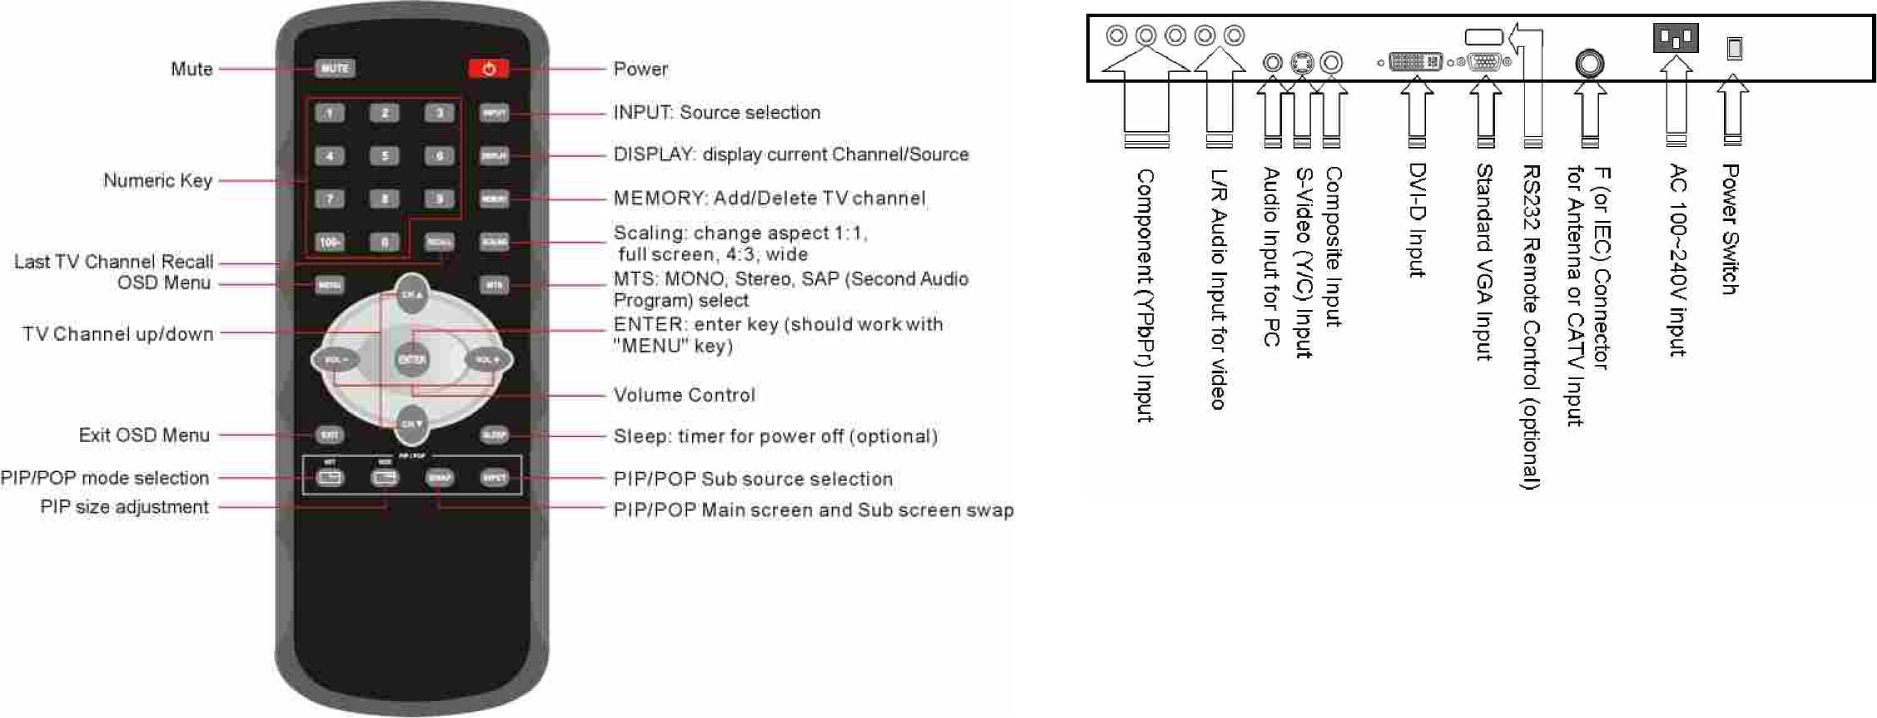 Mute
Numeric Key
Last TV Channel Recall
OSD Menu
TV Channel up/down
Exit OSD Menu
PIP/POP mode selection
PIP size adjustment
MUTE
1 2 3 INPUT
4 5 6 DISPLAY
7 8 9 MEMORY
100- 0 RECALL SCALING
MENU CH▲ MTS
VOL - ENTER VOL +
EXIT CH▼ SLEEP
PIP / POP
SWAP INPUT
Power
INPUT: Source selection
DISPLAY: display current Channel/Source
MEMORY: Add/Delete TV channel
Scaling: change aspect 1:1,
full screen, 4:3, wide
MTS: MONO, Stereo, SAP (Second Audio
Program) select
ENTER: enter key (should work with
"MENU" key)
Volume Control
Sleep: timer for power off (optional)
PIP/POP Sub source selection
PIP/POP Main screen and Sub screen swap
Component (YPbPr) Input
L/R Audio Input for video
Audio Input for PC
S-Video (Y/C) Input
Composite Input
DVI-D Input
Standard VGA Input
RS232 Remote Control (optional)
F (or IEC) Connector
for Antenna or CATV Input
AC 100~240V input
Power Switch